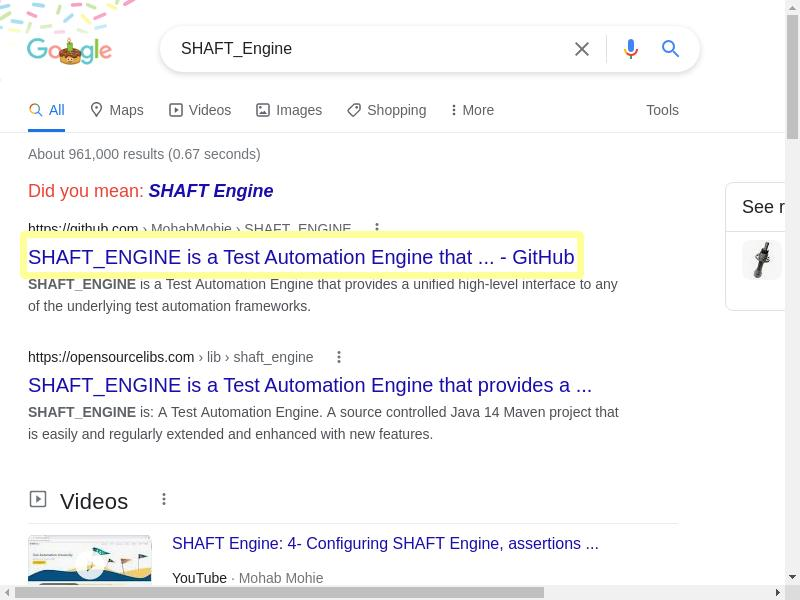 Google
SHAFT_Engine
All Maps Videos Images Shopping More Tools
About 961,000 results (0.67 seconds)
Did you mean: SHAFT Engine
https://github.com › MohabMohie › SHAFT_ENGINE
SHAFT_ENGINE is a Test Automation Engine that ... - GitHub
SHAFT_ENGINE is a Test Automation Engine that provides a unified high-level interface to any
of the underlying test automation frameworks.
See r
https://opensourcelibs.com › lib › shaft_engine
SHAFT_ENGINE is a Test Automation Engine that provides a ...
SHAFT_ENGINE is: A Test Automation Engine. A source controlled Java 14 Maven project that
is easily and regularly extended and enhanced with new features.
Videos
SHAFT Engine: 4- Configuring SHAFT Engine, assertions ...
YouTube · Mohab Mohie